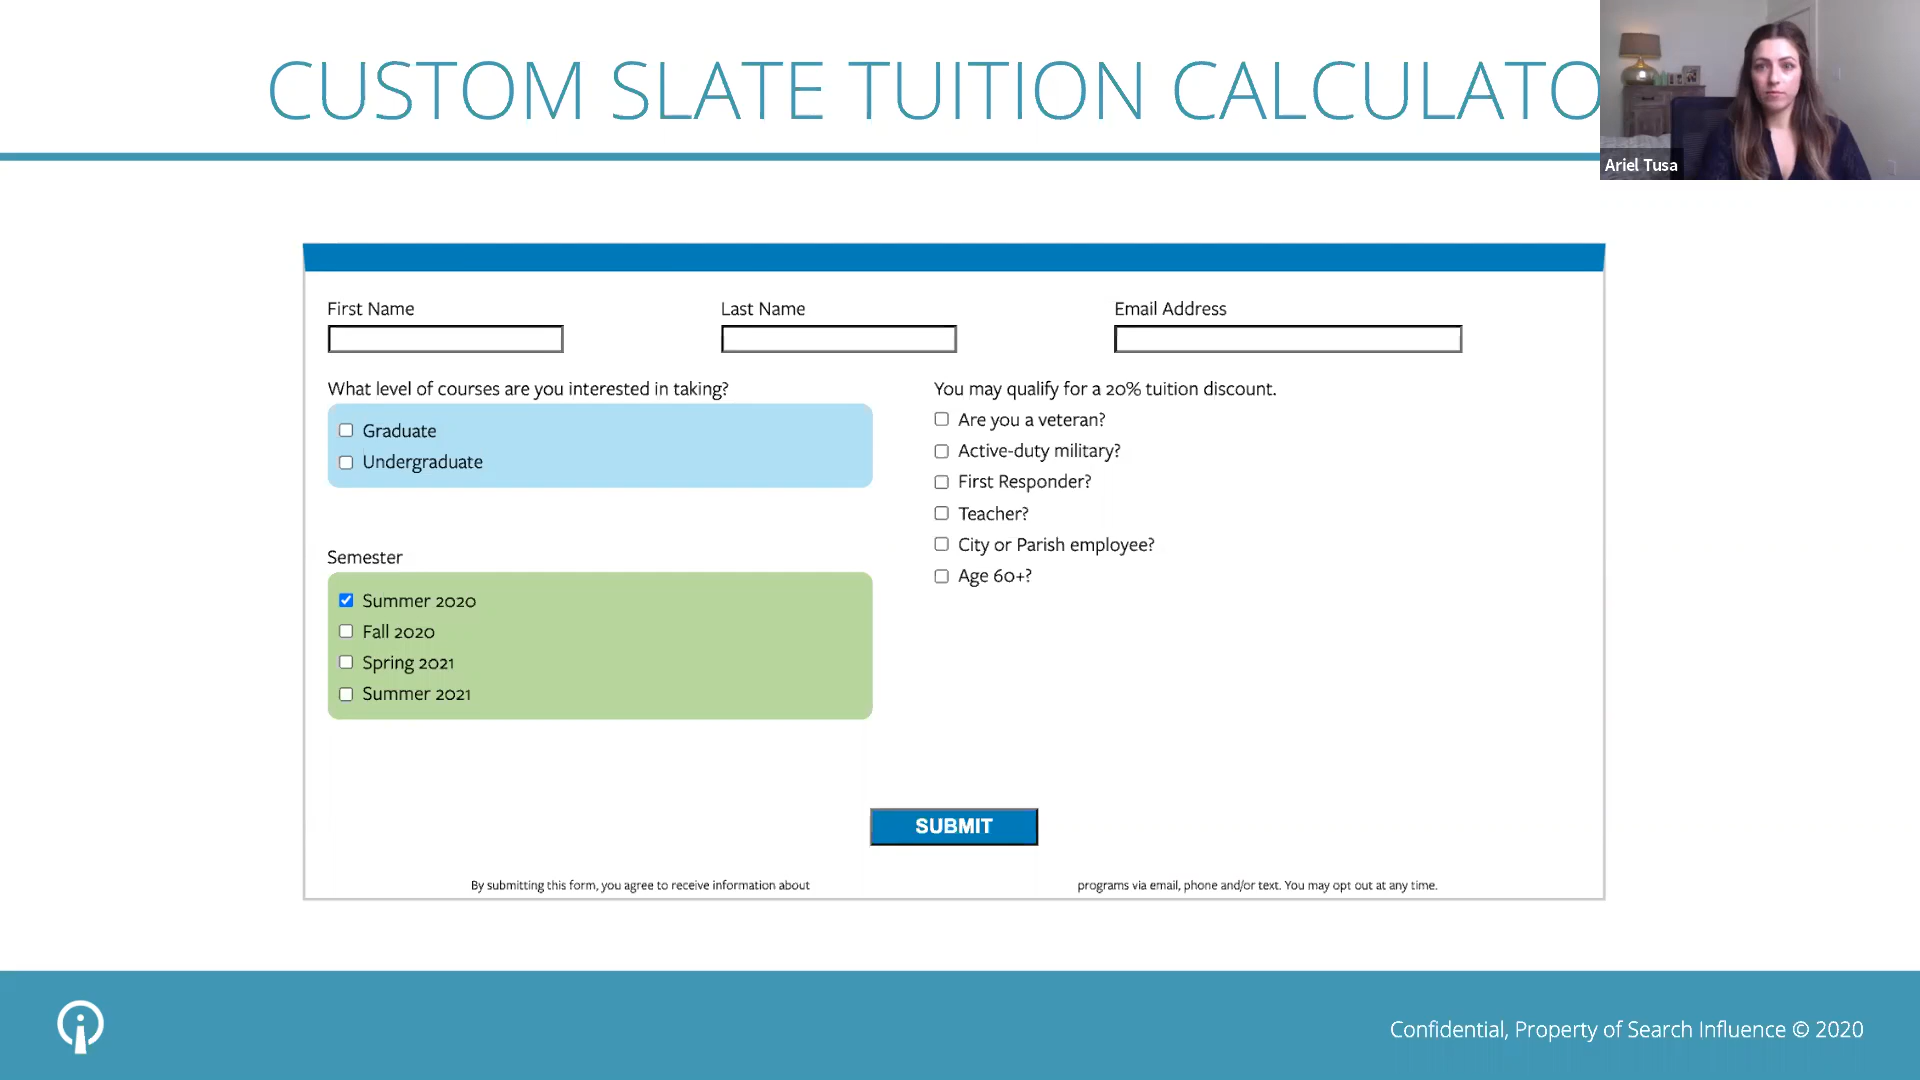 CUSTOM SLATE TUITION CALCULATO
Ariel Tusa
First Name
Last Name
Email Address
What level of courses are you interested in taking?
Graduate
Undergraduate
You may qualify for a 20% tuition discount.
Are you a veteran?
Active-duty military?
First Responder?
Teacher?
City or Parish employee?
Age 60+?
Semester
Summer 2020
Fall 2020
Spring 2021
Summer 2021
SUBMIT
By submitting this form, you agree to receive information about programs via email, phone and/or text. You may opt out at any time.
Confidential, Property of Search Influence © 2020